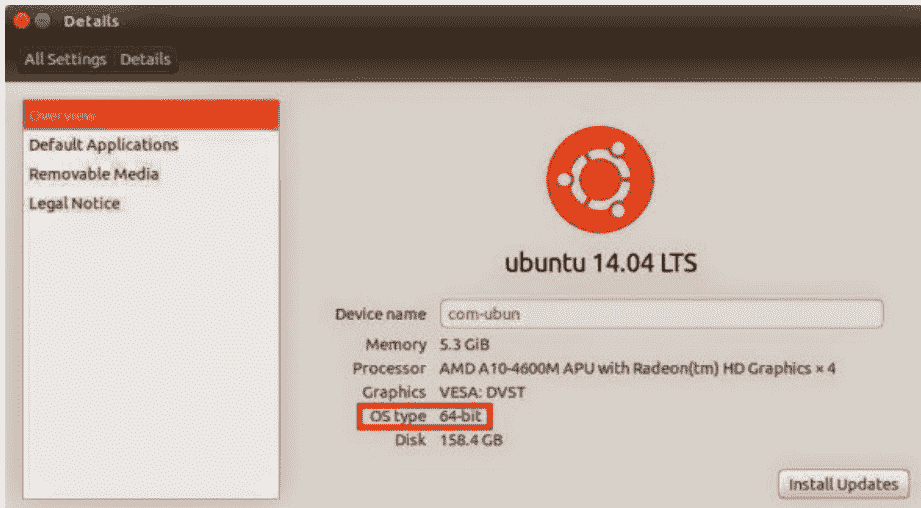 Details
All Settings Details
Overview
Default Applications
Removable Media
Legal Notice
ubuntu 14.04 LTS
Device name com-ubun
Memory 5.3 GiB
Processor AMD A10-4600M APU with Radeon(tm) HD Graphics × 4
Graphics VESA: DVST
OS type 64-bit
Disk 158.4 GB
Install Updates